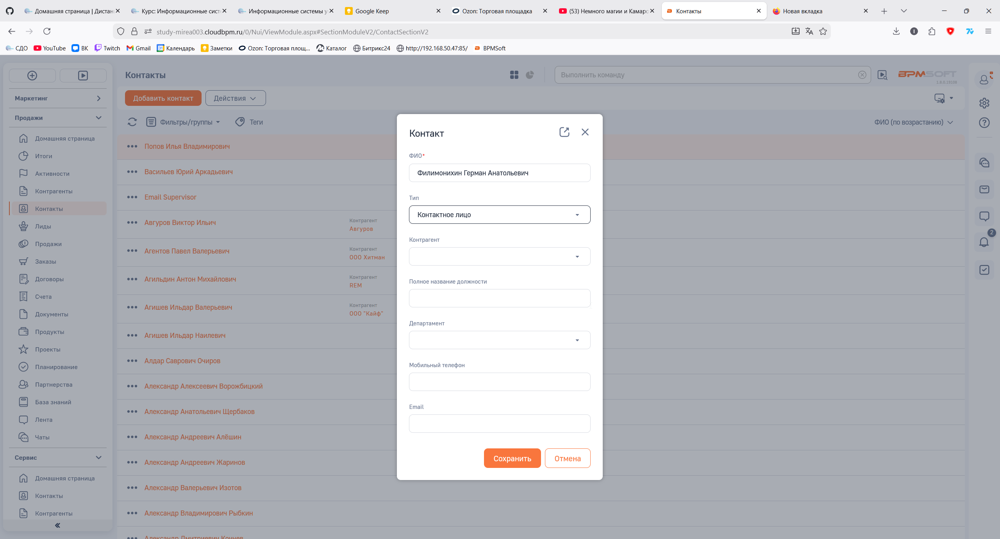 Домашняя страница | Дистан
Курс: Информационные сист
Информационные системы у
Google Keep
Ozon: Торговая площадка
(53) Немного магии и Камаро
Контакты
Новая вкладка
study-mirea003.cloudbpm.ru/0/Nui/ViewModule.aspx#SectionModuleV2/ContactSectionV2
СДО
YouTube
ВК
Twitch
Gmail
31
Календарь
Заметки
Ozon: Торговая площ...
Каталог
Битрикс24
http://192.168.50.47:85/
BPMSoft
Контакты
Выполнить команду
BPMSOFT
1.8.0.19108
Маркетинг
Продажи
Домашняя страница
Итоги
Активности
Контрагенты
Контакты
Лиды
Продажи
Заказы
Договоры
Счета
Документы
Продукты
Проекты
Планирование
Партнерства
База знаний
Лента
Чаты
Сервис
Домашняя страница
Контакты
Контрагенты
Добавить контакт
Действия
Фильтры/группы
Теги
ФИО (по возрастанию)
Попов Илья Владимирович
Васильев Юрий Аркадьевич
Email Supervisor
Авгуров Виктор Ильич
Контрагент
Авгуров
Агентов Павел Валерьевич
Контрагент
ООО Хитман
Агильдин Антон Михайлович
Контрагент
REM
Агишев Ильдар Валерьевич
Контрагент
ООО "Кайф"
Агишев Ильдар Наилевич
Алдар Саврович Очиров
Александр Алексеевич Ворожбицкий
Александр Анатольевич Щербаков
Александр Андреевич Алёшин
Александр Андреевич Жаринов
Александр Валерьевич Изотов
Александр Владимирович Рыбкин
Александр Дмитриевич Кочнев
Контакт
ФИО*
Филимонихин Герман Анатольевич
Тип
Контактное лицо
Контрагент
Полное название должности
Департамент
Мобильный телефон
Email
Сохранить
Отмена
2